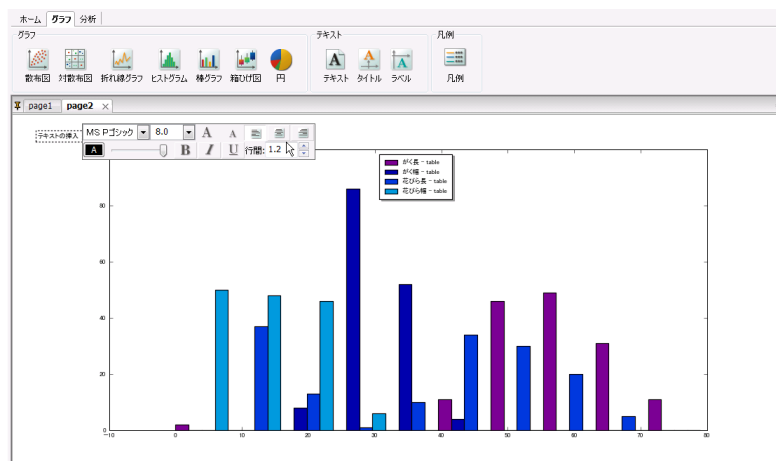 ホーム グラフ 分析
グラフ テキスト 凡例
散布図 対散布図 折れ線グラフ ヒストグラム 棒グラフ 箱ひげ図 円 テキスト タイトル ラベル 凡例
page1 page2
テキストの挿入 MS Pゴシック 8.0 A A
A B I U 行間: 1.2
がく長 - table
がく幅 - table
花びら長 - table
花びら幅 - table
80
60
40
20
0
-10 0 10 20 30 40 50 60 70 80